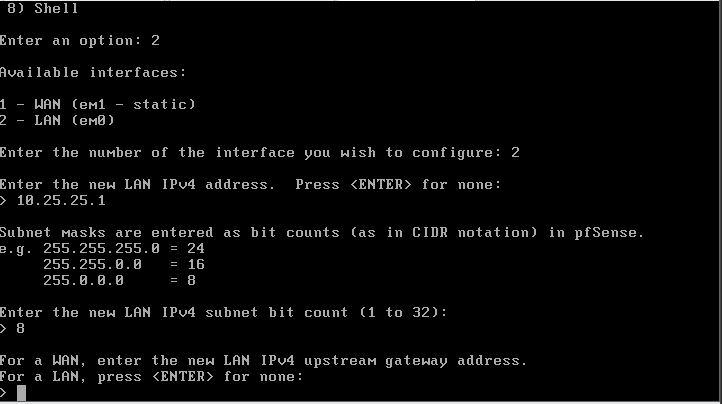 8) Shell
Enter an option: 2
Available interfaces:
1 - WAN (em1 - static)
2 - LAN (em0)
Enter the number of the interface you wish to configure: 2
Enter the new LAN IPv4 address.  Press <ENTER> for none:
> 10.25.25.1
Subnet masks are entered as bit counts (as in CIDR notation) in pfSense.
e.g. 255.255.255.0 = 24
     255.255.0.0   = 16
     255.0.0.0     = 8
Enter the new LAN IPv4 subnet bit count (1 to 32):
> 8
For a WAN, enter the new LAN IPv4 upstream gateway address.
For a LAN, press <ENTER> for none:
>